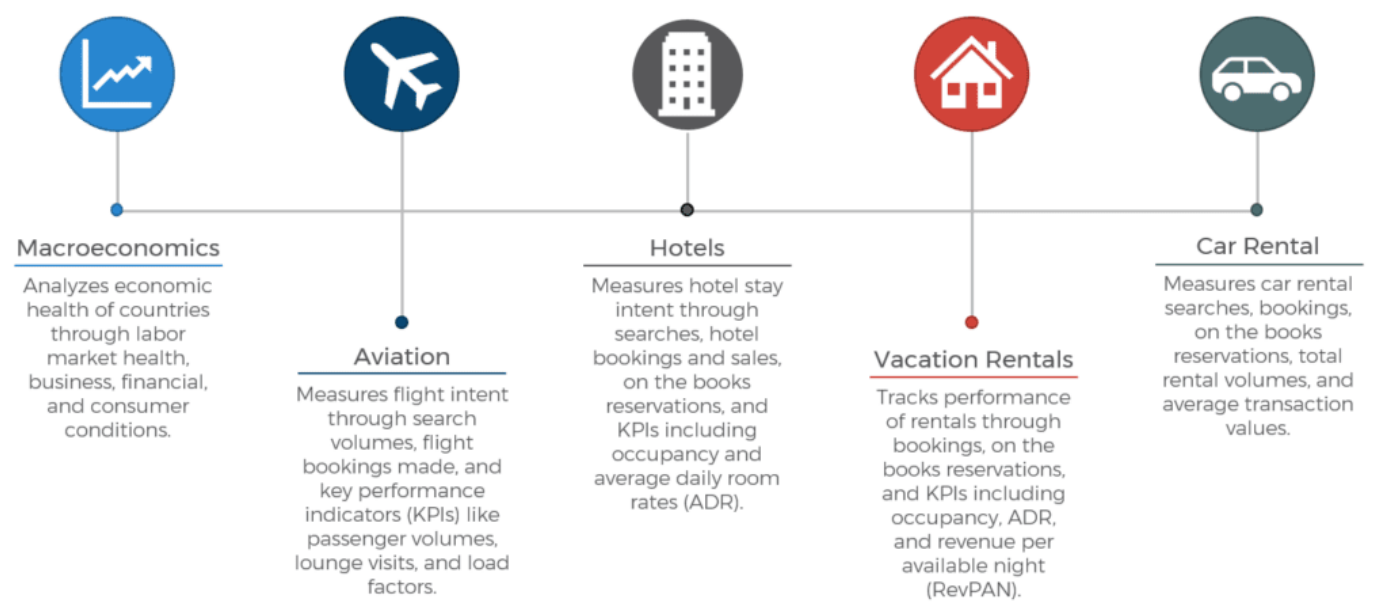 Macroeconomics
Analyzes economic
health of countries
through labor
market health,
business, financial,
and consumer
conditions.
Aviation
Measures flight intent
through search
volumes, flight
bookings made, and
key performance
indicators (KPIs) like
passenger volumes,
lounge visits, and load
factors.
Hotels
Measures hotel stay
intent through
searches, hotel
bookings and sales,
on the books
reservations, and
KPIs including
occupancy and
average daily room
rates (ADR).
Vacation Rentals
Tracks performance
of rentals through
bookings, on the
books reservations,
and KPIs including
occupancy, ADR,
and revenue per
available night
(RevPAN).
Car Rental
Measures car rental
searches, bookings,
on the books
reservations, total
rental volumes, and
average transaction
values.